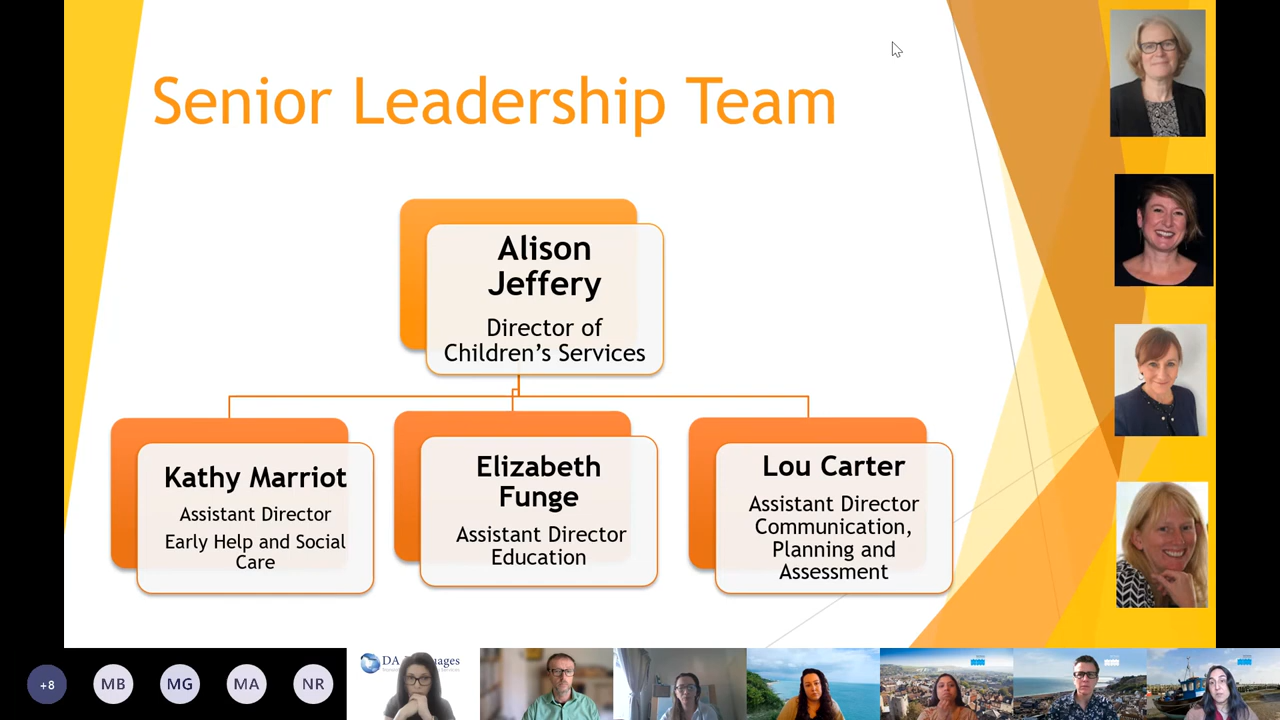 Senior Leadership Team
Alison
Jeffery
Director of
Children's Services
Kathy Marriot
Assistant Director
Early Help and Social
Care
Elizabeth
Funge
Assistant Director
Education
Lou Carter
Assistant Director
Communication,
Planning and
Assessment
+8
MB
MG
MA
NR
DA